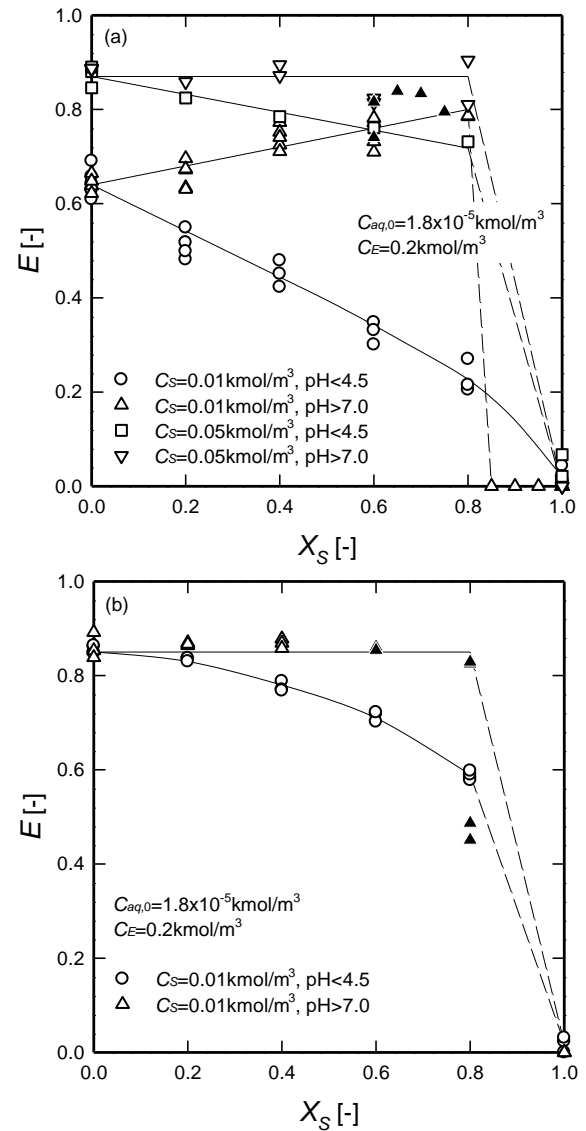 1.0
(a)
0.8
0.6
E [-]
Caq,0=1.8x10-5kmol/m3
CE=0.2kmol/m3
0.4
CS=0.01kmol/m3, pH<4.5
0.2
CS=0.01kmol/m3, pH>7.0
CS=0.05kmol/m3, pH<4.5
CS=0.05kmol/m3, pH>7.0
0.0
0.0 0.2 0.4 0.6 0.8 1.0
XS [-]
1.0
(b)
0.8
0.6
E [-]
0.4
Caq,0=1.8x10-5kmol/m3
CE=0.2kmol/m3
0.2
CS=0.01kmol/m3, pH<4.5
CS=0.01kmol/m3, pH>7.0
0.0
0.0 0.2 0.4 0.6 0.8 1.0
XS [-]